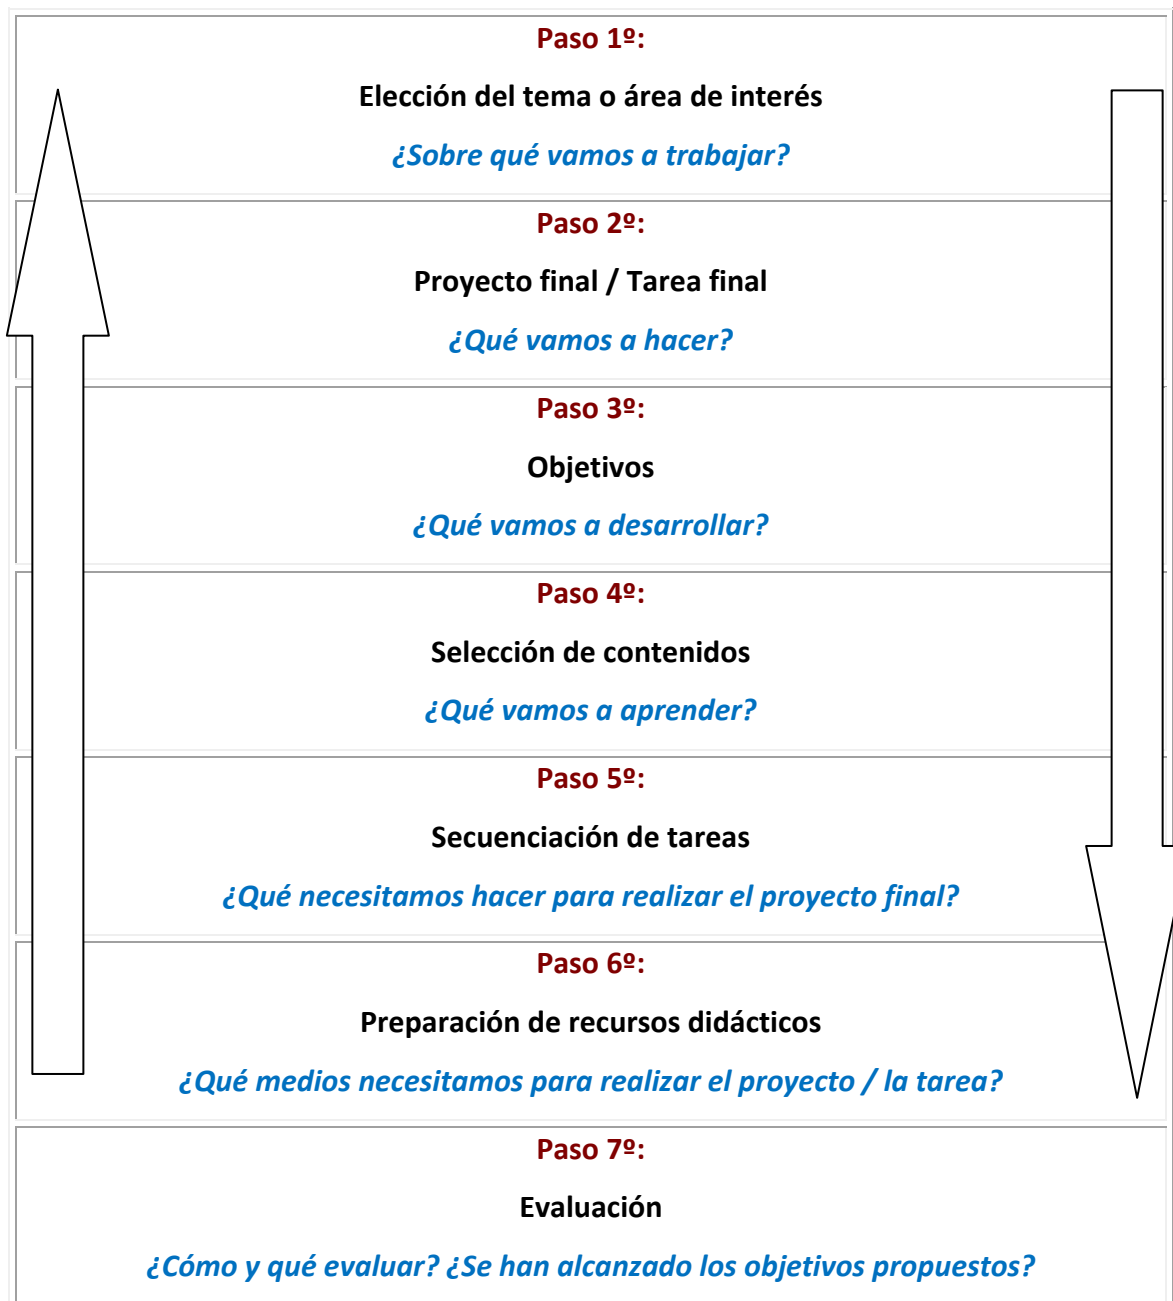 Paso 1º:
Elección del tema o área de interés
¿Sobre qué vamos a trabajar?
Paso 2º:
Proyecto final / Tarea final
¿Qué vamos a hacer?
Paso 3º:
Objetivos
¿Qué vamos a desarrollar?
Paso 4º:
Selección de contenidos
¿Qué vamos a aprender?
Paso 5º:
Secuenciación de tareas
¿Qué necesitamos hacer para realizar el proyecto final?
Paso 6º:
Preparación de recursos didácticos
¿Qué medios necesitamos para realizar el proyecto / la tarea?
Paso 7º:
Evaluación
¿Cómo y qué evaluar? ¿Se han alcanzado los objetivos propuestos?